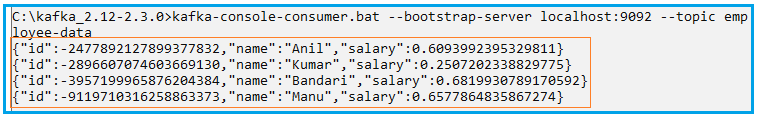 C:\kafka_2.12-2.3.0>kafka-console-consumer.bat --bootstrap-server localhost:9092 --topic emp
loyee-data
{"id":-2477892127899377832,"name":"Anil","salary":0.6093992395329811}
{"id":-2896607074603669130,"name":"Kumar","salary":0.2507202338829775}
{"id":-3957199965876204384,"name":"Bandari","salary":0.6819930789170592}
{"id":-9119710316258863373,"name":"Manu","salary":0.6577864835867274}